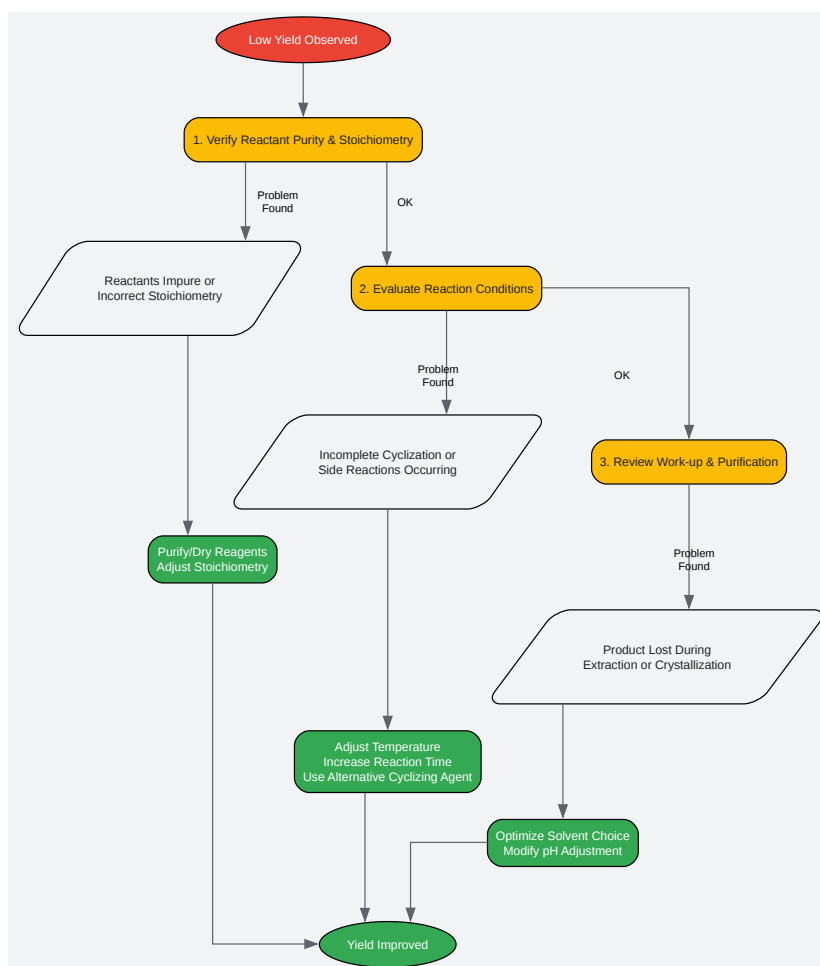 Low Yield Observed
1. Verify Reactant Purity & Stoichiometry
Problem
Found
OK
Reactants Impure or
Incorrect Stoichiometry
2. Evaluate Reaction Conditions
Problem
Found
OK
Incomplete Cyclization or
Side Reactions Occurring
3. Review Work-up & Purification
Purify/Dry Reagents
Adjust Stoichiometry
Problem
Found
Product Lost During
Extraction or Crystallization
Adjust Temperature
Increase Reaction Time
Use Alternative Cyclizing Agent
Optimize Solvent Choice
Modify pH Adjustment
Yield Improved